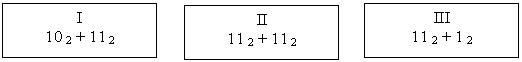 I
10₂ + 11₂
II
11₂ + 11₂
III
11₂ + 1₂